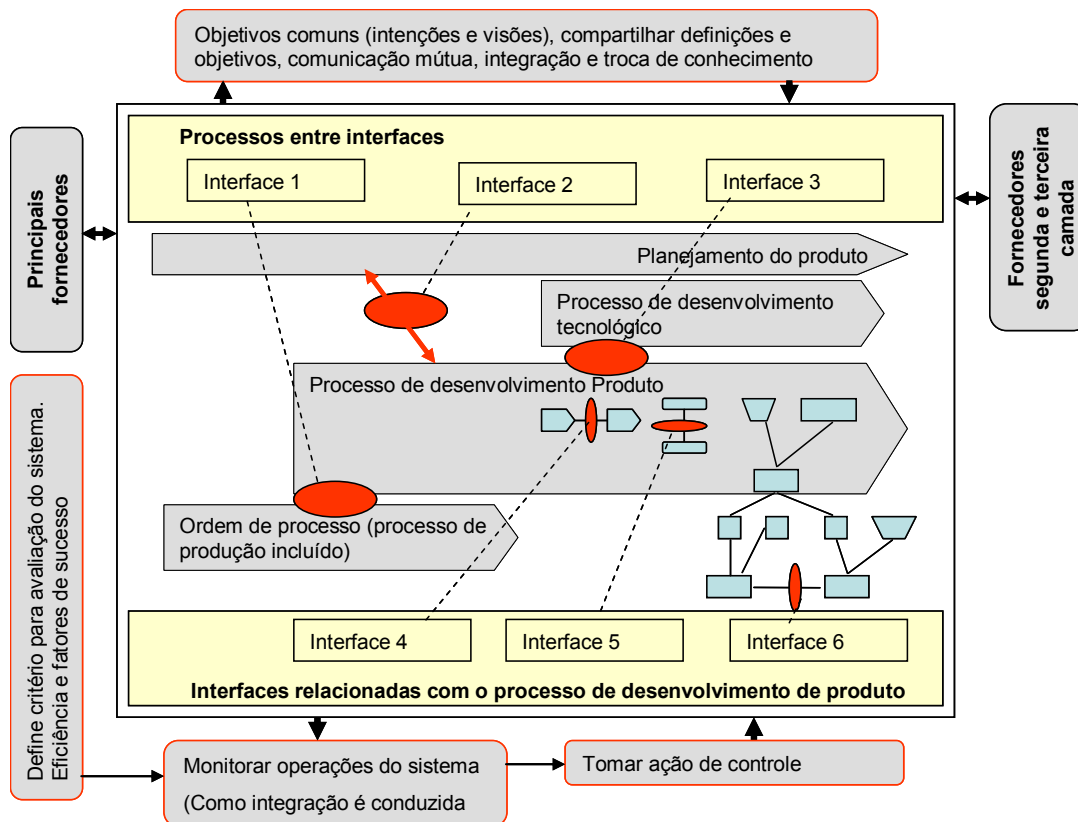 Objetivos comuns (intenções e visões), compartilhar definições e
objetivos, comunicação mútua, integração e troca de conhecimento
Principais
fornecedores
Processos entre interfaces
Interface 1
Interface 2
Interface 3
Fornecedores
segunda e terceira
camada
Planejamento do produto
Processo de desenvolvimento
tecnológico
Processo de desenvolvimento Produto
Ordem de processo (processo de
produção incluído)
Define critério para avaliação do sistema.
Eficiência e fatores de sucesso
Interface 4
Interface 5
Interface 6
Interfaces relacionadas com o processo de desenvolvimento de produto
Monitorar operações do sistema
(Como integração é conduzida
Tomar ação de controle